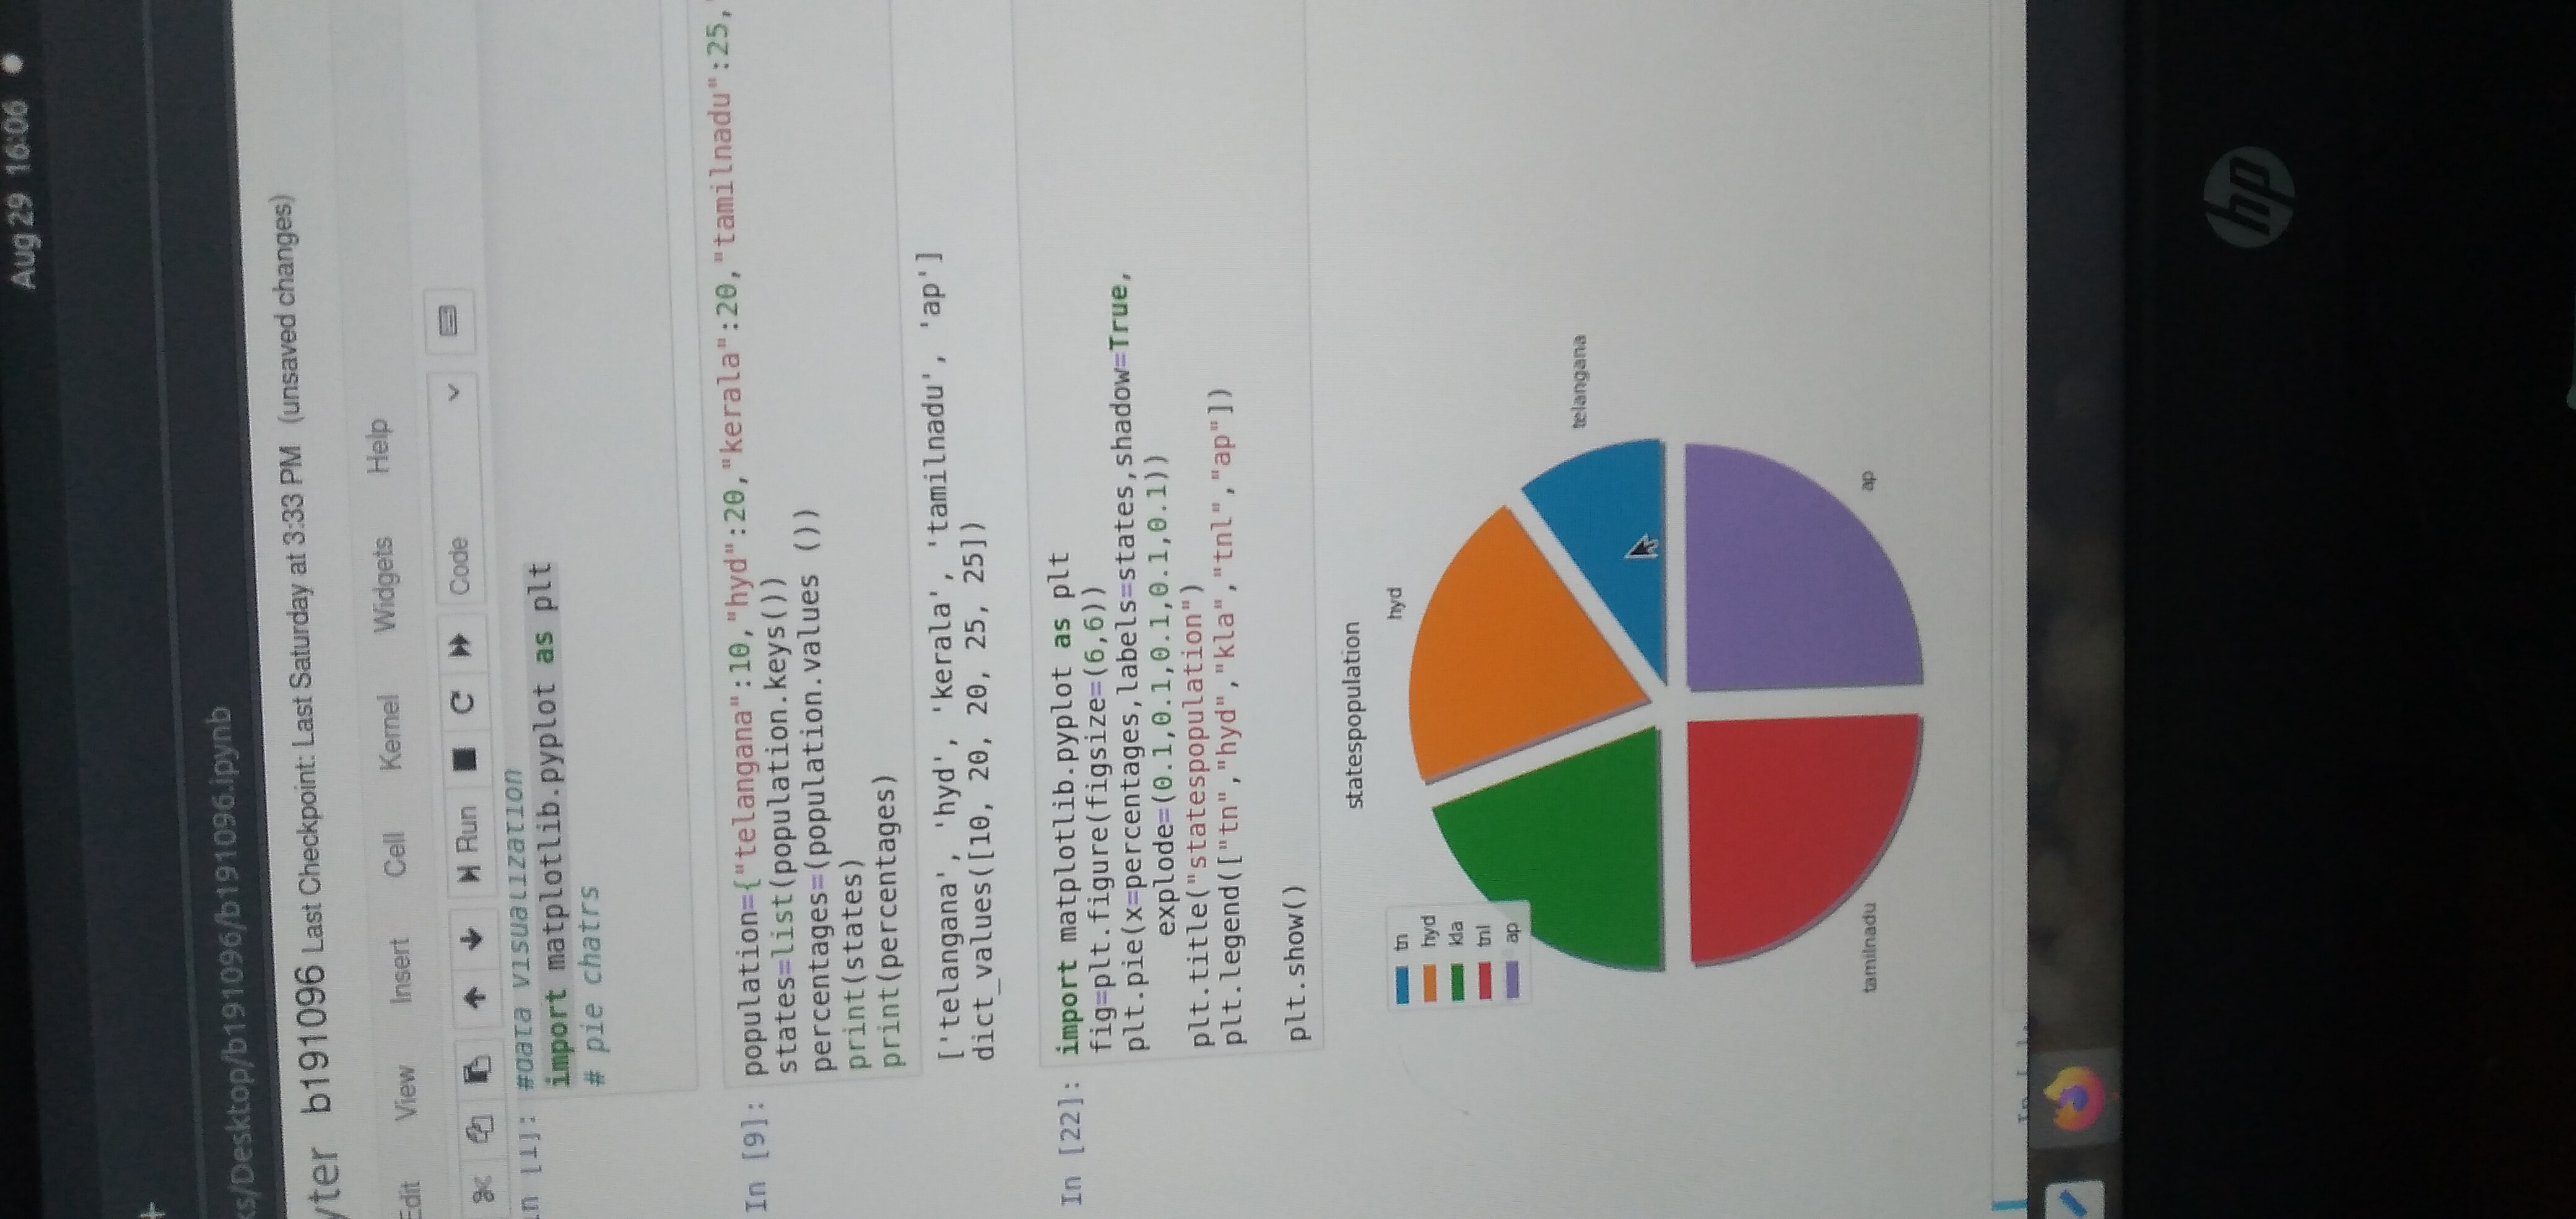 Aug 29 16:06
+
ks/Desktop/b191096/b191096.ipynb
yter b191096 Last Checkpoint: Last Saturday at 3:33 PM (unsaved changes)
Edit View Insert Cell Kernel Widgets Help
Run Code
In [1]: #data visualization
import matplotlib.pyplot as plt
# pie chatrs
In [9]: population={"telangana":10,"hyd":20,"kerala":20,"tamilnadu":25,"
states=list(population.keys())
percentages=(population.values ())
print(states)
print(percentages)
['telangana', 'hyd', 'kerala', 'tamilnadu', 'ap']
dict_values([10, 20, 20, 25, 25])
In [22]: import matplotlib.pyplot as plt
fig=plt.figure(figsize=(6,6))
plt.pie(x=percentages,labels=states,shadow=True,
explode=(0.1,0.1,0.1,0.1,0.1))
plt.title("statespopulation")
plt.legend(["tn","hyd","kla","tnl","ap"])
plt.show()
statespopulation
tn
hyd
kla
tnl
ap
hyd
telangana
tamilnadu
ap
In [ ]:
hp